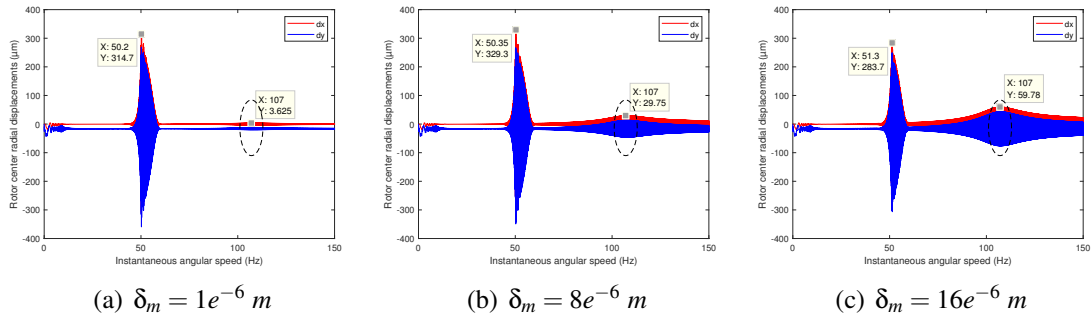 Rotor center radial displacements (µm)
400
300
200
100
0
-100
-200
-300
-400
X: 50.2
Y: 314.7
X: 107
Y: 3.625
dx
dy
0
50
100
150
Instantaneous angular speed (Hz)
(a) δm = 1e−6 m
Rotor center radial displacements (µm)
400
300
200
100
0
-100
-200
-300
-400
X: 50.35
Y: 329.3
X: 107
Y: 29.75
dx
dy
0
50
100
150
Instantaneous angular speed (Hz)
(b) δm = 8e−6 m
Rotor center radial displacements (µm)
400
300
200
100
0
-100
-200
-300
-400
X: 51.3
Y: 283.7
X: 107
Y: 59.78
dx
dy
0
50
100
150
Instantaneous angular speed (Hz)
(c) δm = 16e−6 m